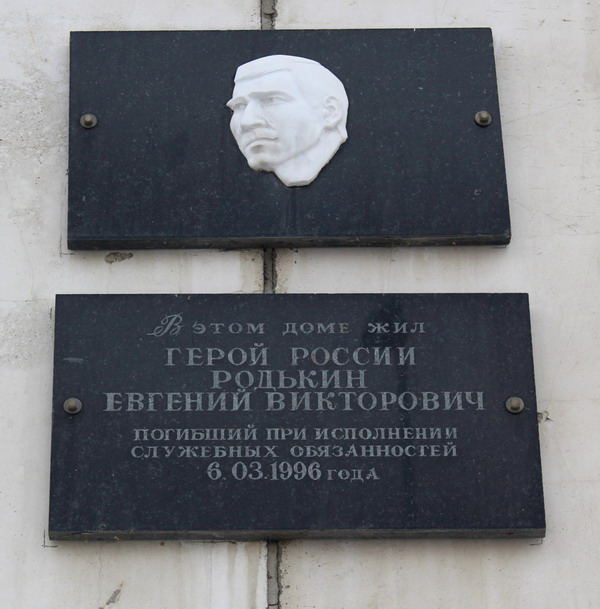 В ЭТОМ ДОМЕ ЖИЛ
ГЕРОЙ РОССИИ
РОДЬКИН
ЕВГЕНИЙ ВИКТОРОВИЧ
ПОГИБШИЙ ПРИ ИСПОЛНЕНИИ
СЛУЖЕБНЫХ ОБЯЗАННОСТЕЙ
6.03.1996 ГОДА